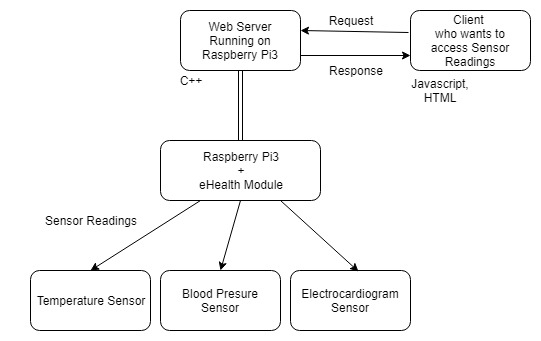 Web Server
Running on
Raspberry Pi3
Request
Client
who wants to
access Sensor
Readings
Response
C++
Javascript,
HTML
Raspberry Pi3
+
eHealth Module
Sensor Readings
Temperature Sensor
Blood Presure
Sensor
Electrocardiogram
Sensor